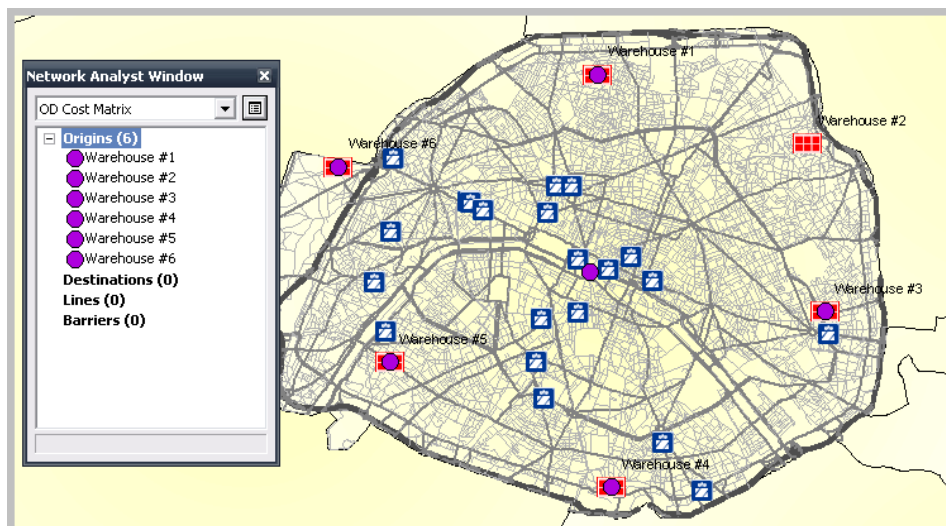 Network Analyst Window
OD Cost Matrix
Origins (6)
Warehouse #1
Warehouse #2
Warehouse #3
Warehouse #4
Warehouse #5
Warehouse #6
Destinations (0)
Lines (0)
Barriers (0)
Warehouse #1
Warehouse #2
Warehouse #6
Warehouse #3
Warehouse #5
Warehouse #4